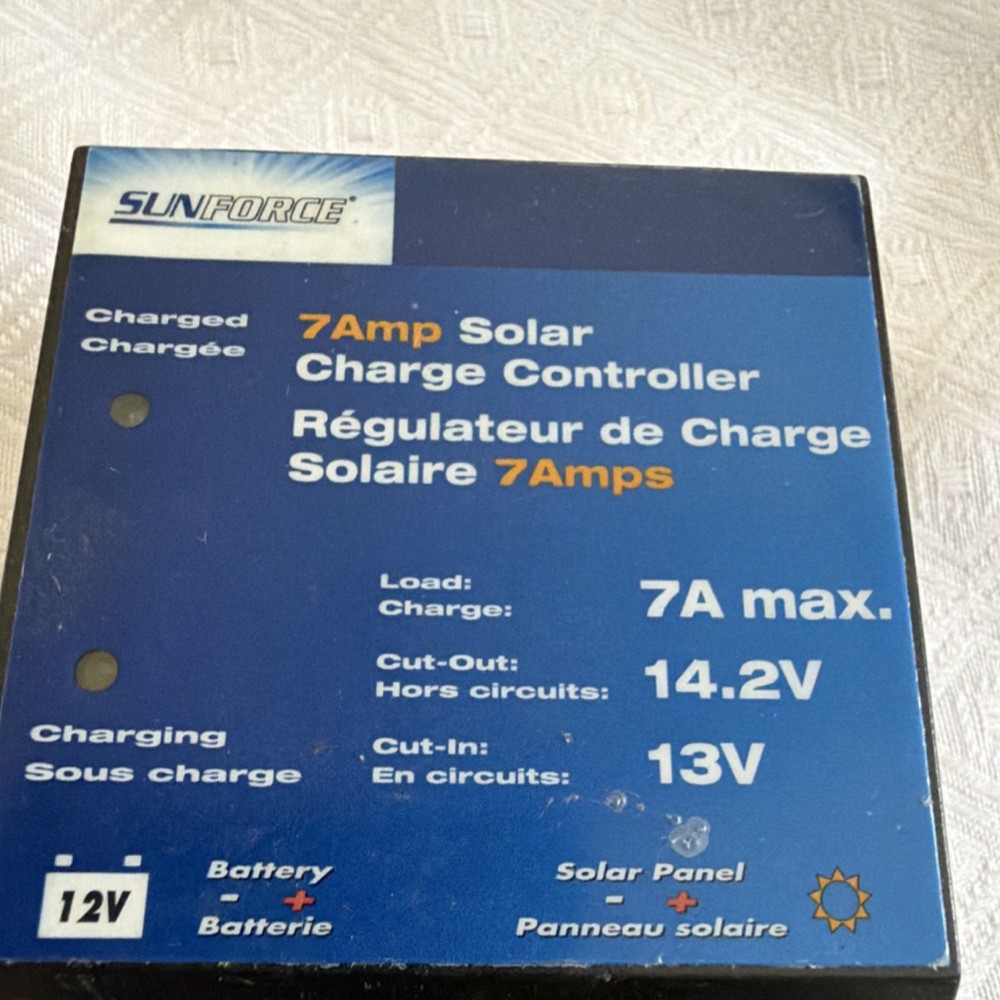 SUNFORCE®
Charged
Chargée
7Amp Solar
Charge Controller
Régulateur de Charge
Solaire 7Amps
Load:
Charge:
7A max.
Cut-Out:
Hors circuits:
14.2V
Cut-In:
En circuits:
13V
Charging
Sous charge
12V
Battery
- +
Batterie
Solar Panel
- +
Panneau solaire